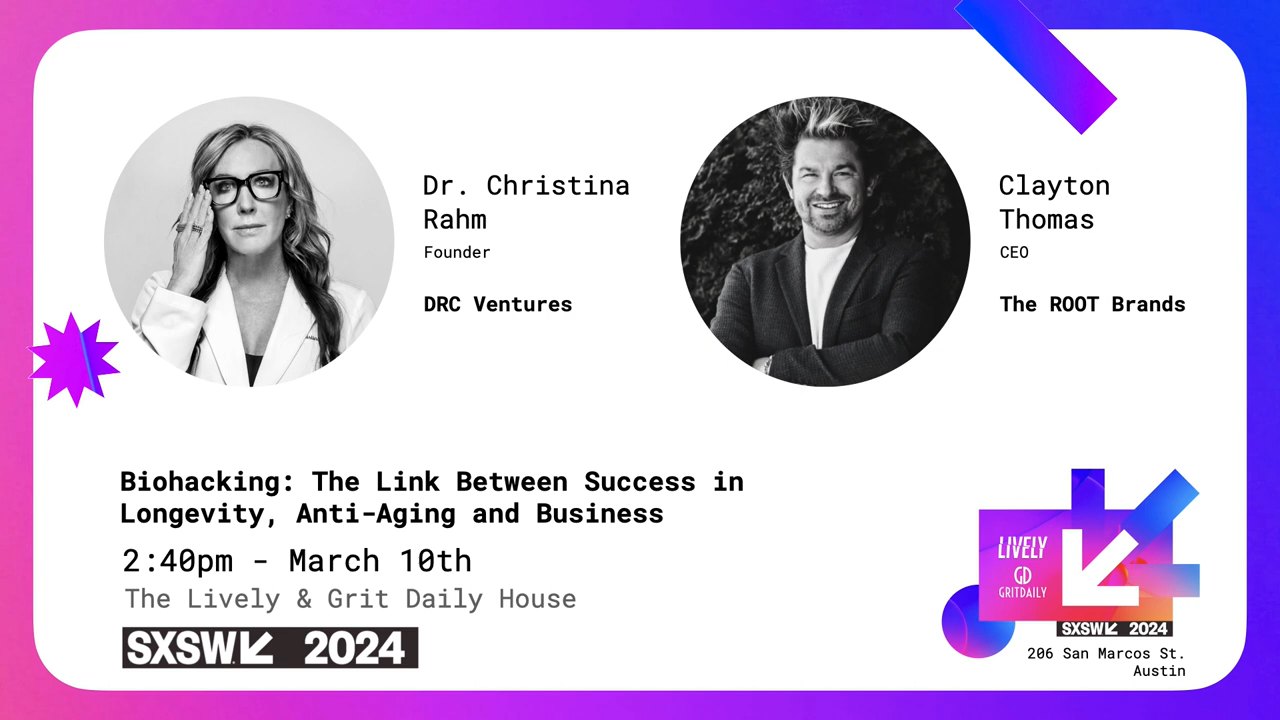 Dr. Christina
Rahm
Founder
DRC Ventures
Clayton
Thomas
CEO
The ROOT Brands
Biohacking: The Link Between Success in
Longevity, Anti-Aging and Business
2:40pm - March 10th
The Lively & Grit Daily House
SXSW 2024
LIVELY
GD
GRITDAILY
SXSW 2024
206 San Marcos St.
Austin